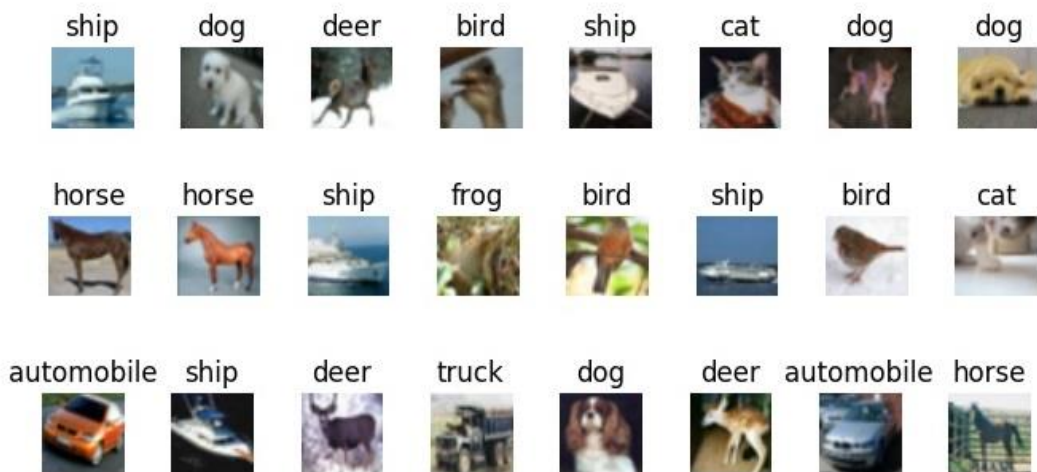 ship dog deer bird ship cat dog dog
horse horse ship frog bird ship bird cat
automobile ship deer truck dog deer automobile horse